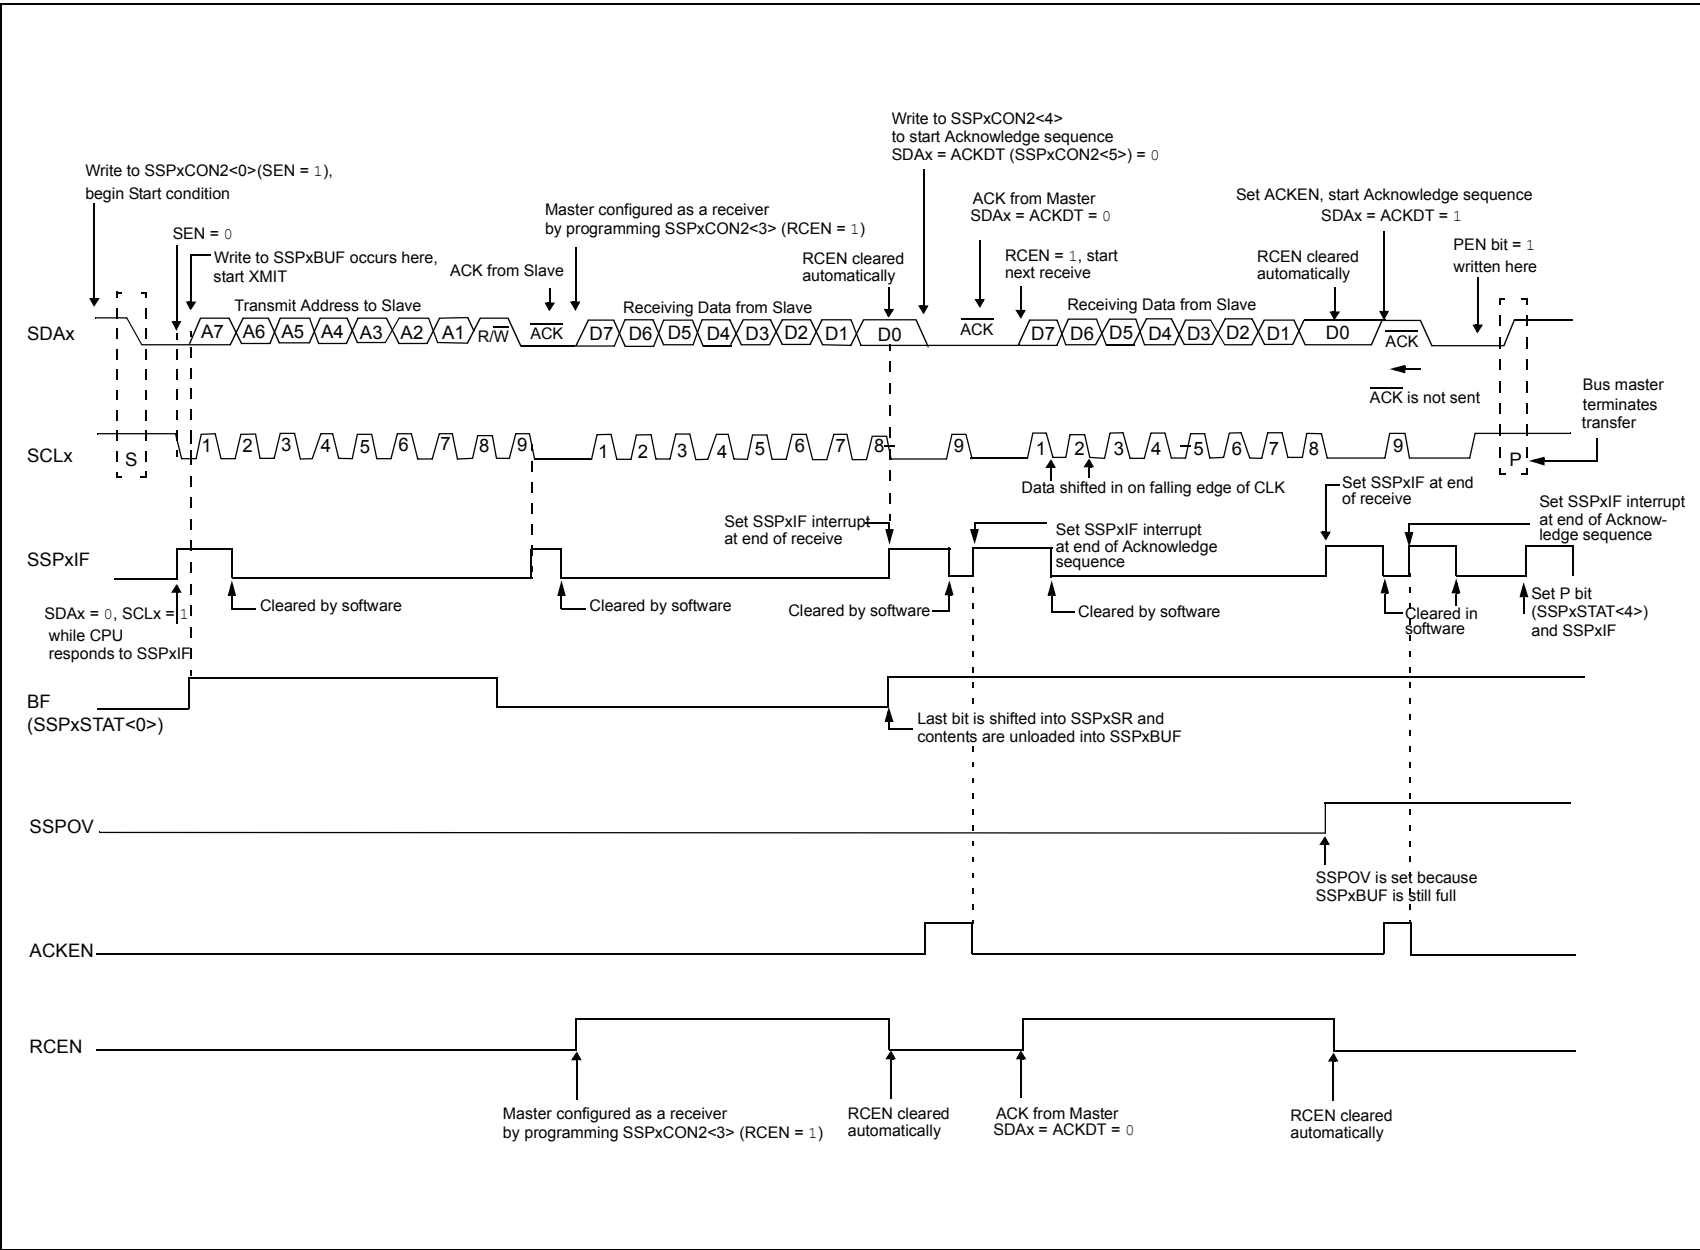 Write to SSPxCON2<4>
to start Acknowledge sequence
SDAx = ACKDT (SSPxCON2<5>) = 0
Write to SSPxCON2<0>(SEN = 1),
begin Start condition
Master configured as a receiver
by programming SSPxCON2<3> (RCEN = 1)
ACK from Master
SDAx = ACKDT = 0
Set ACKEN, start Acknowledge sequence
SDAx = ACKDT = 1
SEN = 0
Write to SSPxBUF occurs here,
start XMIT
ACK from Slave
RCEN cleared
automatically
RCEN = 1, start
next receive
RCEN cleared
automatically
PEN bit = 1
written here
Transmit Address to Slave
Receiving Data from Slave
Receiving Data from Slave
SDAx
A7 A6 A5 A4 A3 A2 A1 R/W ACK D7 D6 D5 D4 D3 D2 D1 D0 ACK D7 D6 D5 D4 D3 D2 D1 D0 ACK
ACK is not sent
Bus master
terminates
transfer
SCLx
S 1 2 3 4 5 6 7 8 9 1 2 3 4 5 6 7 8 9 1 2 3 4 5 6 7 8 9 P
Data shifted in on falling edge of CLK
Set SSPxIF interrupt
at end of receive
Set SSPxIF interrupt
at end of Acknowledge
sequence
Set SSPxIF at end
of receive
Set SSPxIF interrupt
at end of Acknow-
ledge sequence
SSPxIF
SDAx = 0, SCLx = 1
while CPU
responds to SSPxIF
Cleared by software
Cleared by software
Cleared by software
Cleared by software
Cleared in
software
Set P bit
(SSPxSTAT<4>)
and SSPxIF
BF
(SSPxSTAT<0>)
Last bit is shifted into SSPxSR and
contents are unloaded into SSPxBUF
SSPOV
SSPOV is set because
SSPxBUF is still full
ACKEN
RCEN
Master configured as a receiver
by programming SSPxCON2<3> (RCEN = 1)
RCEN cleared
automatically
ACK from Master
SDAx = ACKDT = 0
RCEN cleared
automatically